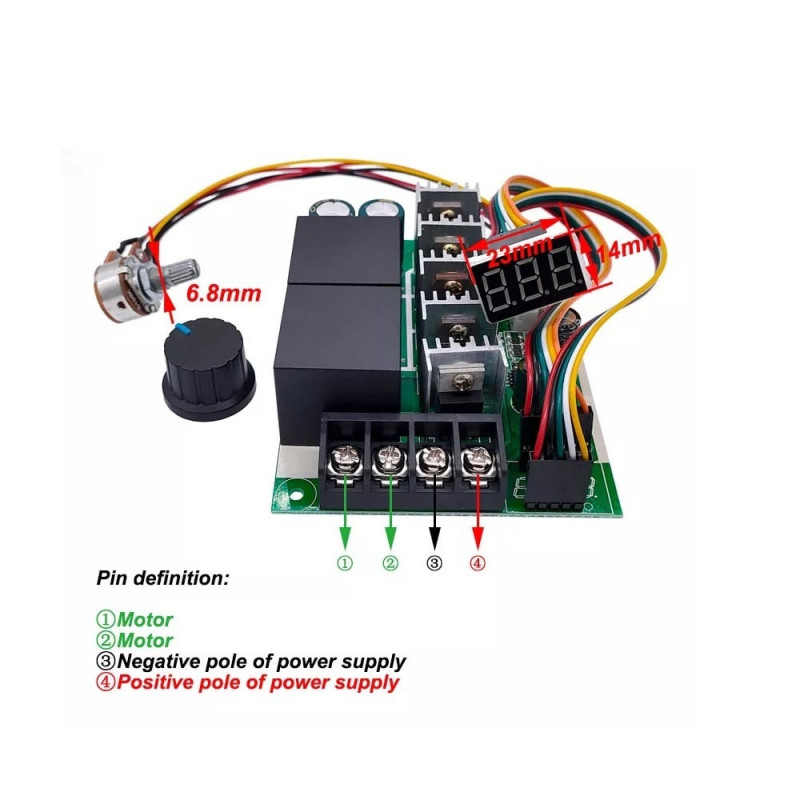 23mm
14mm
6.8mm
① ② ③ ④
Pin definition:
①Motor
②Motor
③Negative pole of power supply
④Positive pole of power supply